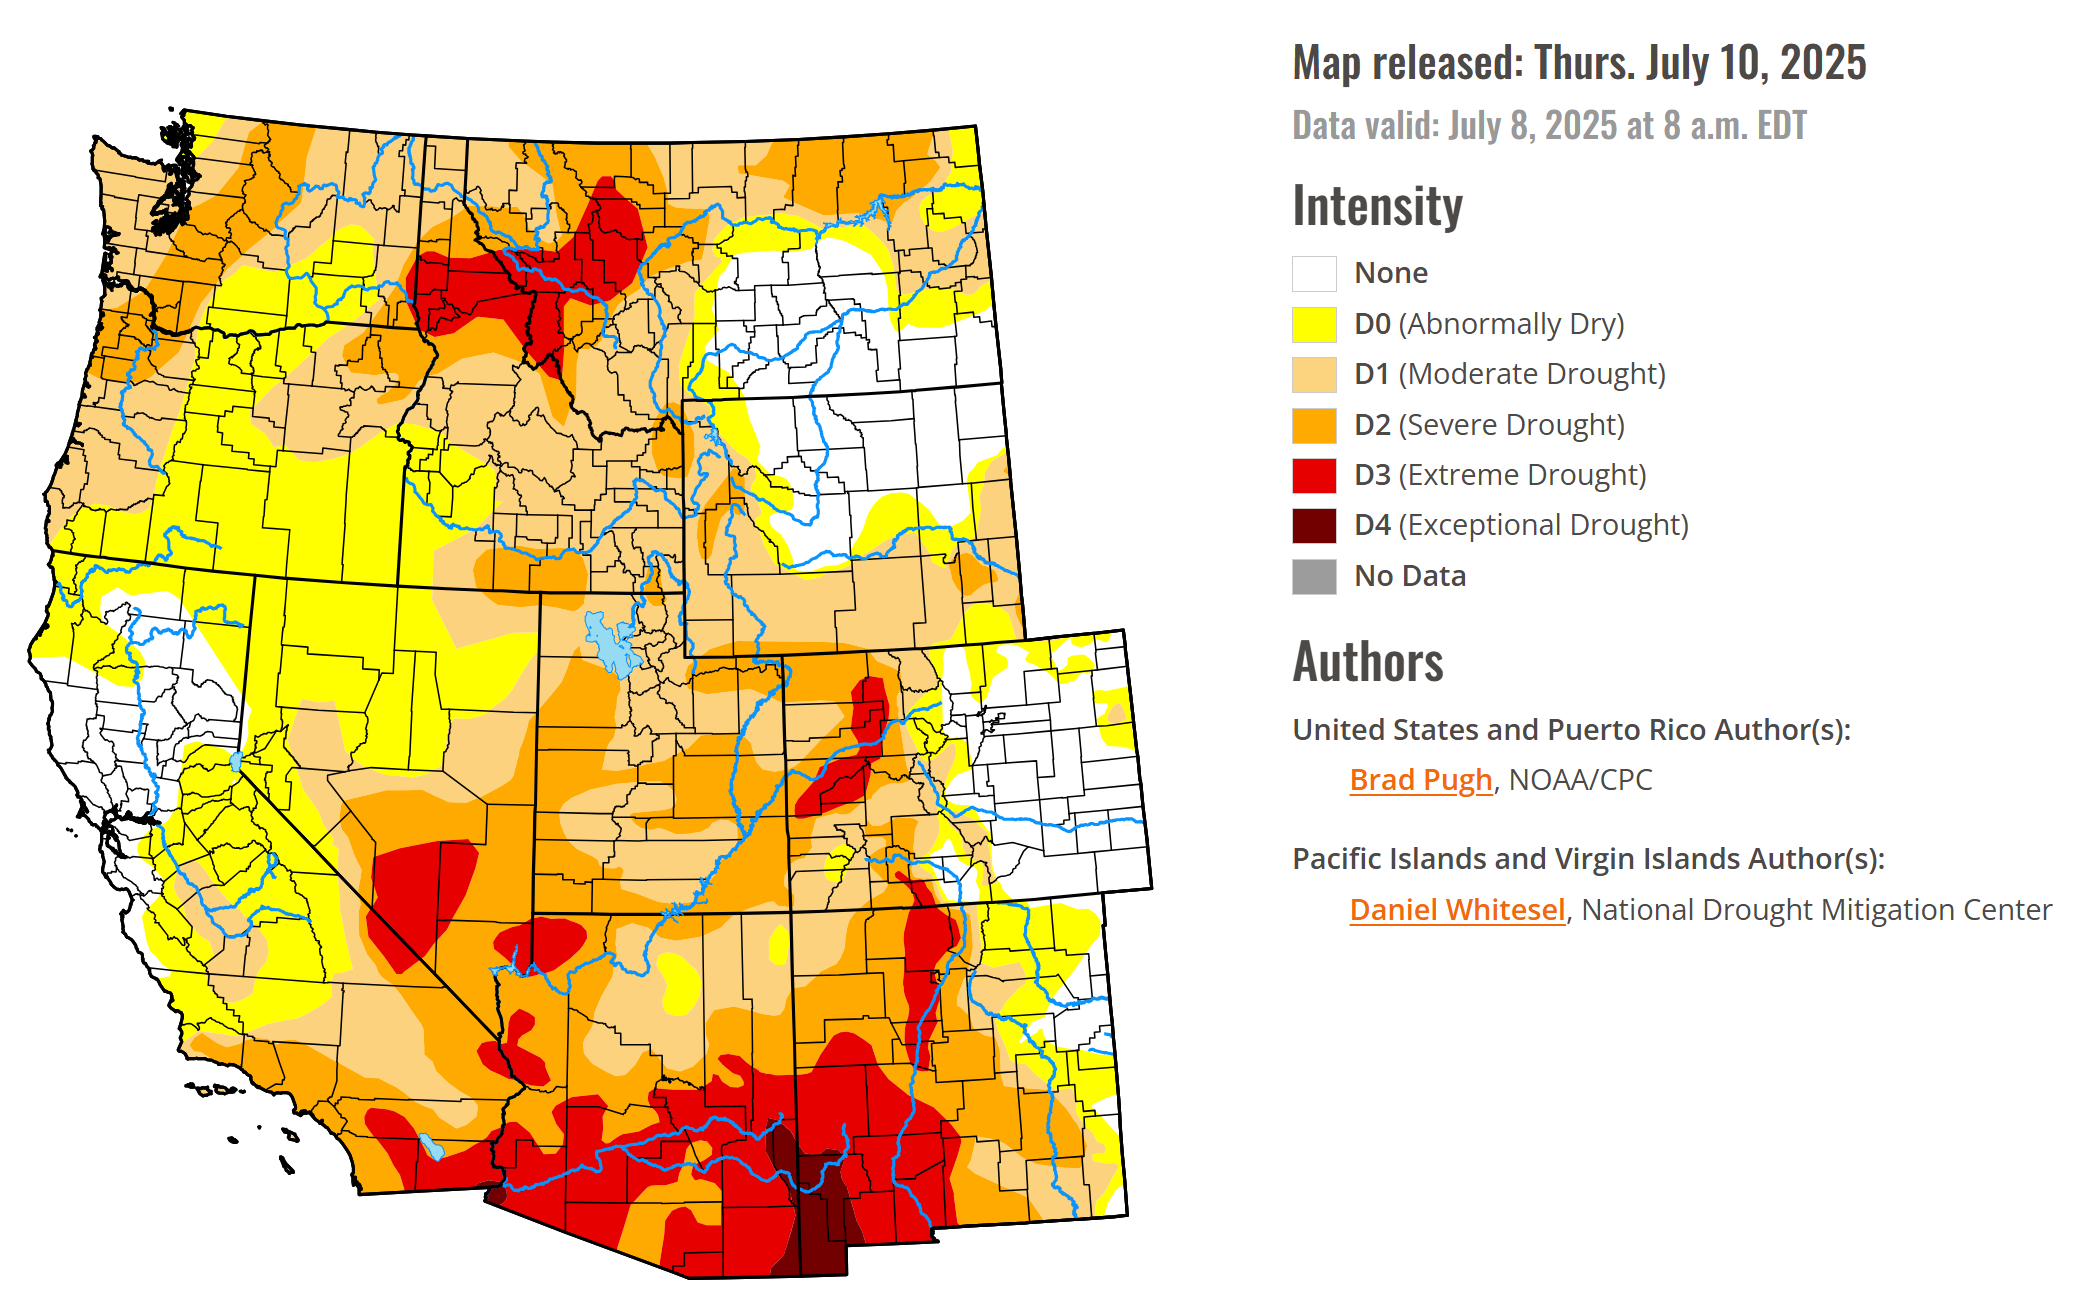 Map released: Thurs. July 10, 2025
Data valid: July 8, 2025 at 8 a.m. EDT
Intensity
None
D0 (Abnormally Dry)
D1 (Moderate Drought)
D2 (Severe Drought)
D3 (Extreme Drought)
D4 (Exceptional Drought)
No Data
Authors
United States and Puerto Rico Author(s):
Brad Pugh, NOAA/CPC
Pacific Islands and Virgin Islands Author(s):
Daniel Whitesel, National Drought Mitigation Center